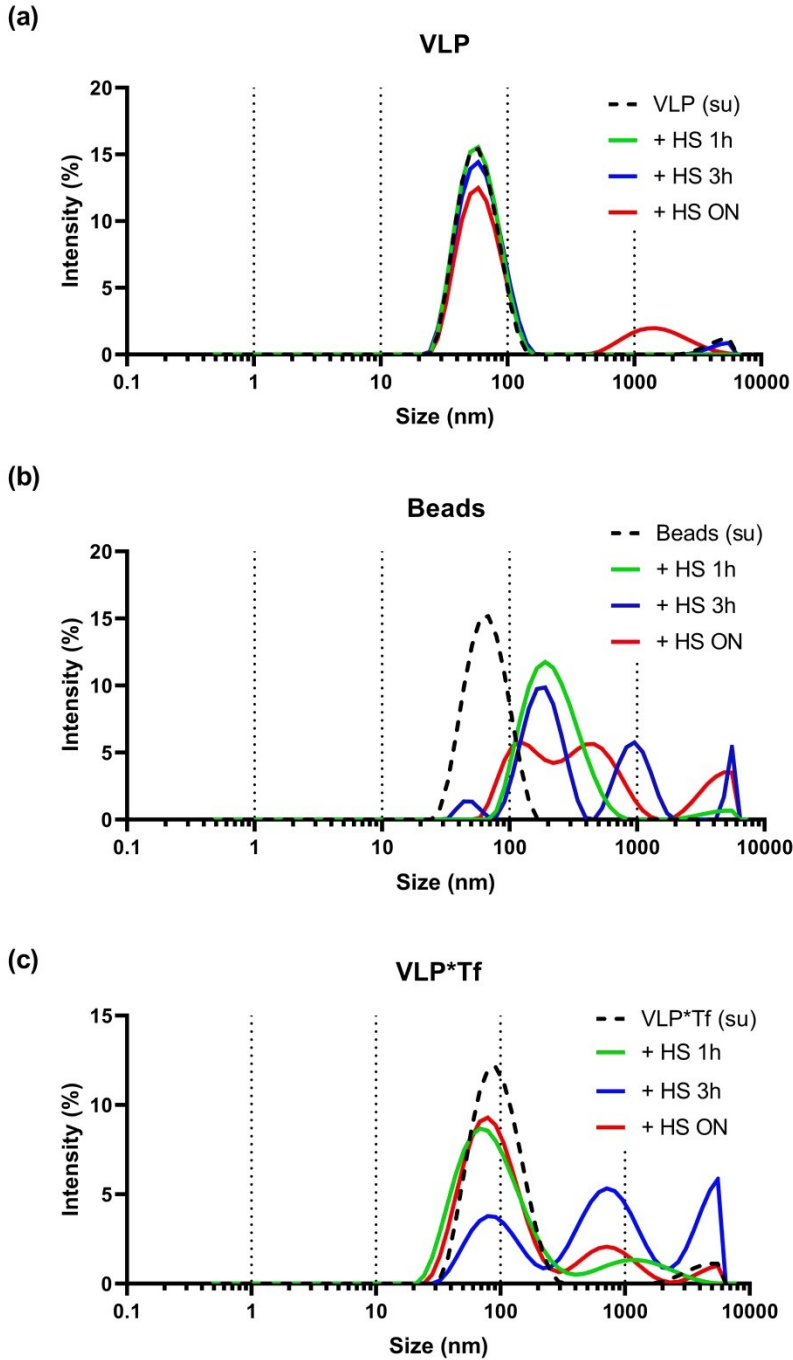 (a)
VLP
20
15
10
5
0
Intensity (%)
VLP (su)
+ HS 1h
+ HS 3h
+ HS ON
0.1 1 10 100 1000 10000
Size (nm)
(b)
Beads
20
15
10
5
0
Intensity (%)
Beads (su)
+ HS 1h
+ HS 3h
+ HS ON
0.1 1 10 100 1000 10000
Size (nm)
(c)
VLP*Tf
15
10
5
0
Intensity (%)
VLP*Tf (su)
+ HS 1h
+ HS 3h
+ HS ON
0.1 1 10 100 1000 10000
Size (nm)